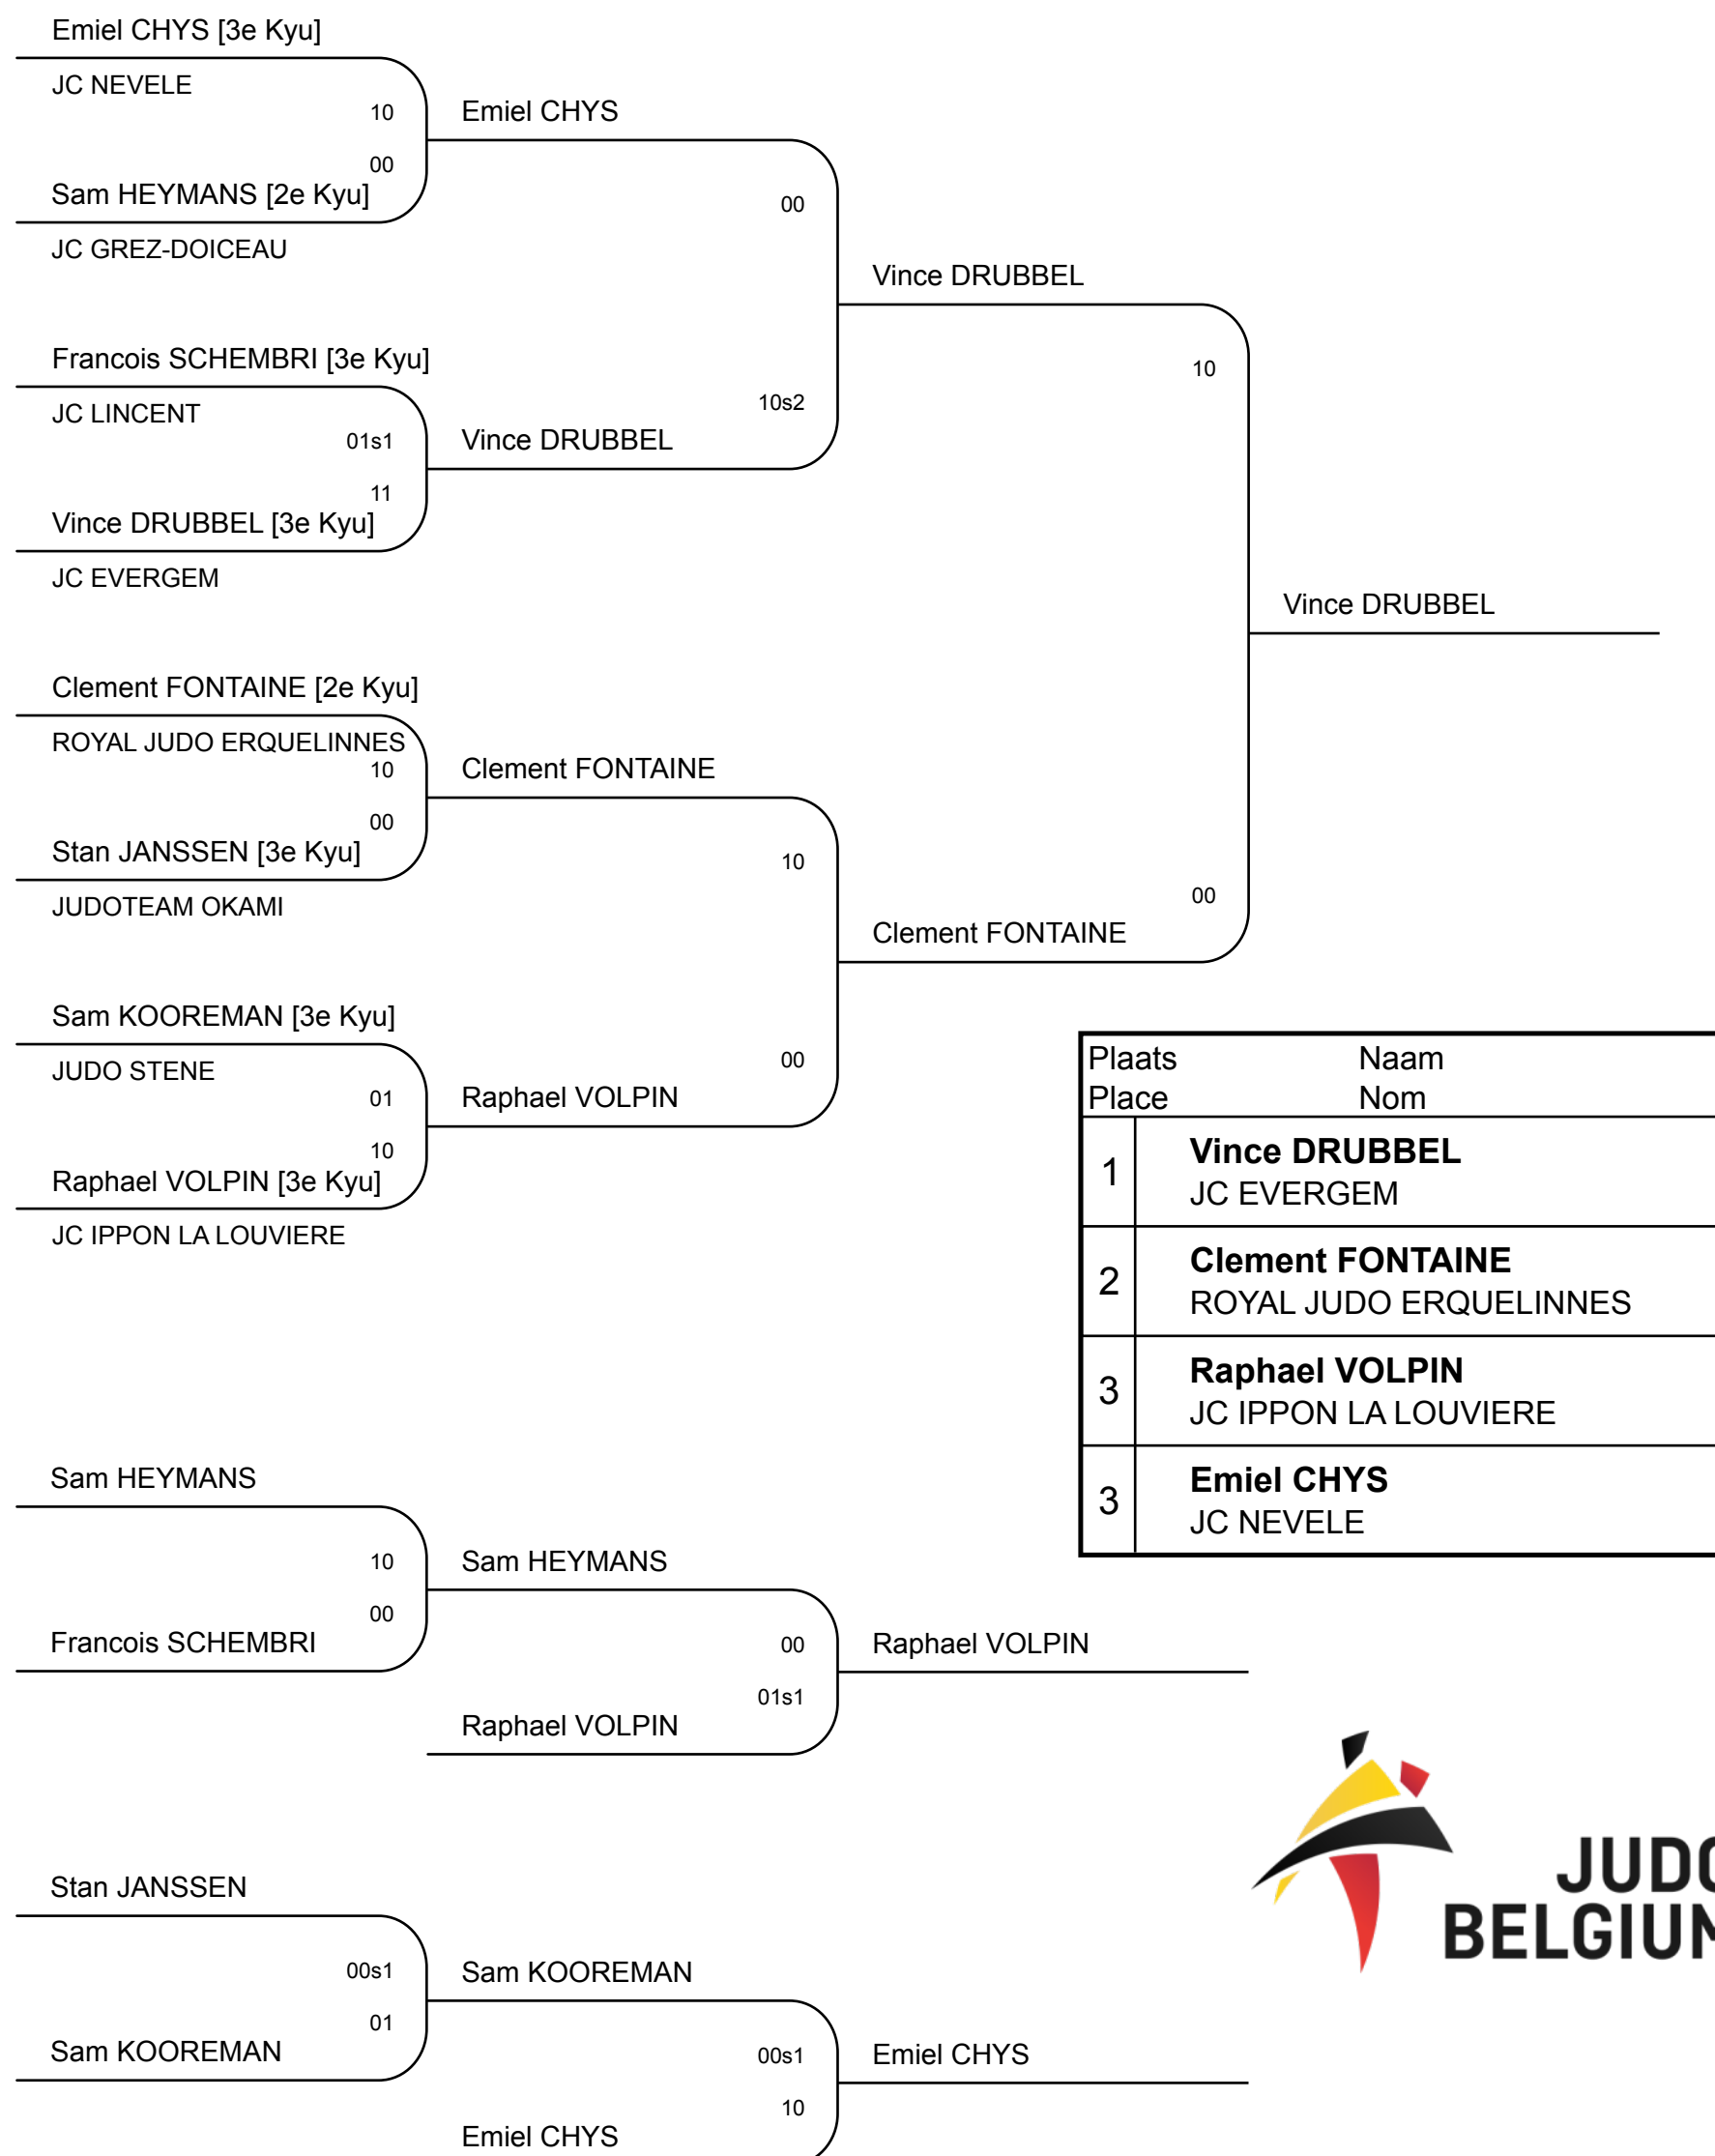 Emiel CHYS [3e Kyu]
JC NEVELE
10
Emiel CHYS
00
Sam HEYMANS [2e Kyu]
00
JC GREZ-DOICEAU
Vince DRUBBEL
Francois SCHEMBRI [3e Kyu]
10
JC LINCENT
10s2
01s1
Vince DRUBBEL
11
Vince DRUBBEL [3e Kyu]
JC EVERGEM
Vince DRUBBEL
Clement FONTAINE [2e Kyu]
ROYAL JUDO ERQUELINNES
10
Clement FONTAINE
00
Stan JANSSEN [3e Kyu]
10
JUDOTEAM OKAMI
00
Clement FONTAINE
Sam KOOREMAN [3e Kyu]
JUDO STENE
00
01
Raphael VOLPIN
10
Raphael VOLPIN [3e Kyu]
JC IPPON LA LOUVIERE
Plaats Naam
Place Nom
1 Vince DRUBBEL
JC EVERGEM
2 Clement FONTAINE
ROYAL JUDO ERQUELINNES
3 Raphael VOLPIN
JC IPPON LA LOUVIERE
3 Emiel CHYS
JC NEVELE
Sam HEYMANS
10
Sam HEYMANS
00
Francois SCHEMBRI
00
Raphael VOLPIN
01s1
Raphael VOLPIN
Stan JANSSEN
00s1
Sam KOOREMAN
01
Sam KOOREMAN
00s1
Emiel CHYS
10
Emiel CHYS
JUDO
BELGIUM